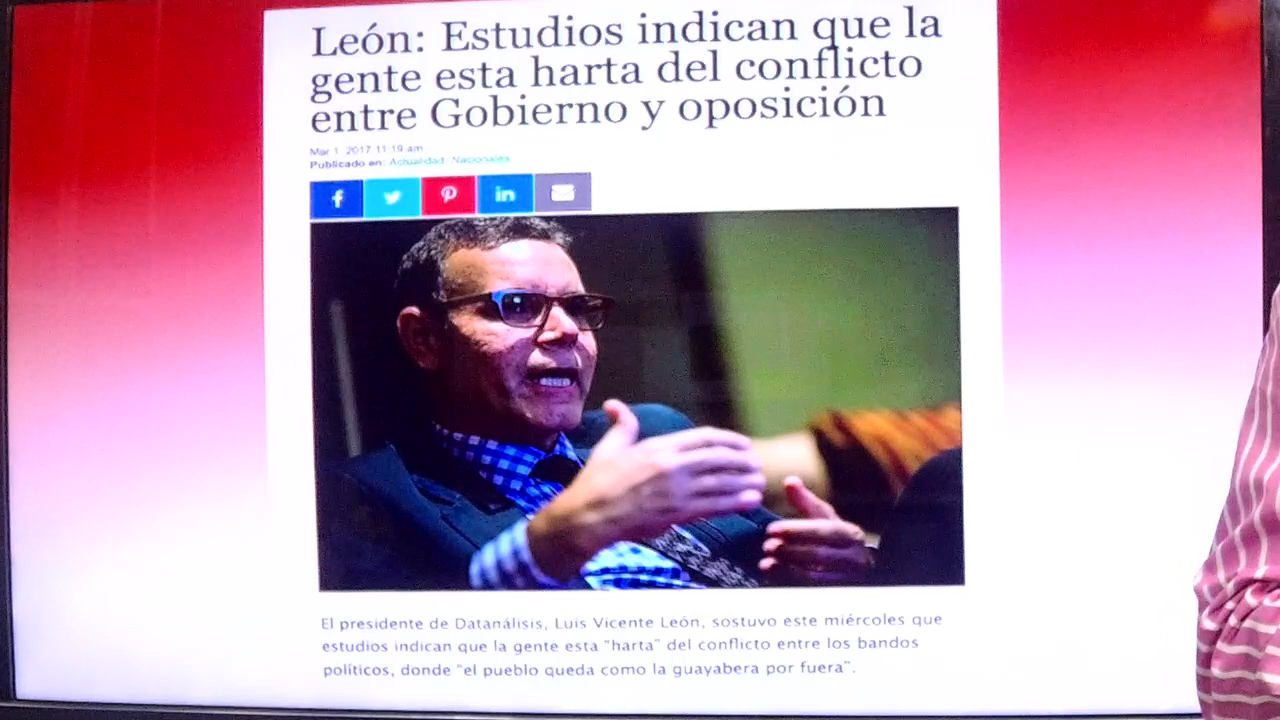 León: Estudios indican que la
gente esta harta del conflicto
entre Gobierno y oposición
Mar 1, 2017 11:19 am
Publicado en: Actualidad, Nacionales
El presidente de Datanálisis, Luis Vicente León, sostuvo este miércoles que
estudios indican que la gente esta "harta" del conflicto entre los bandos
políticos, donde "el pueblo queda como la guayabera por fuera".